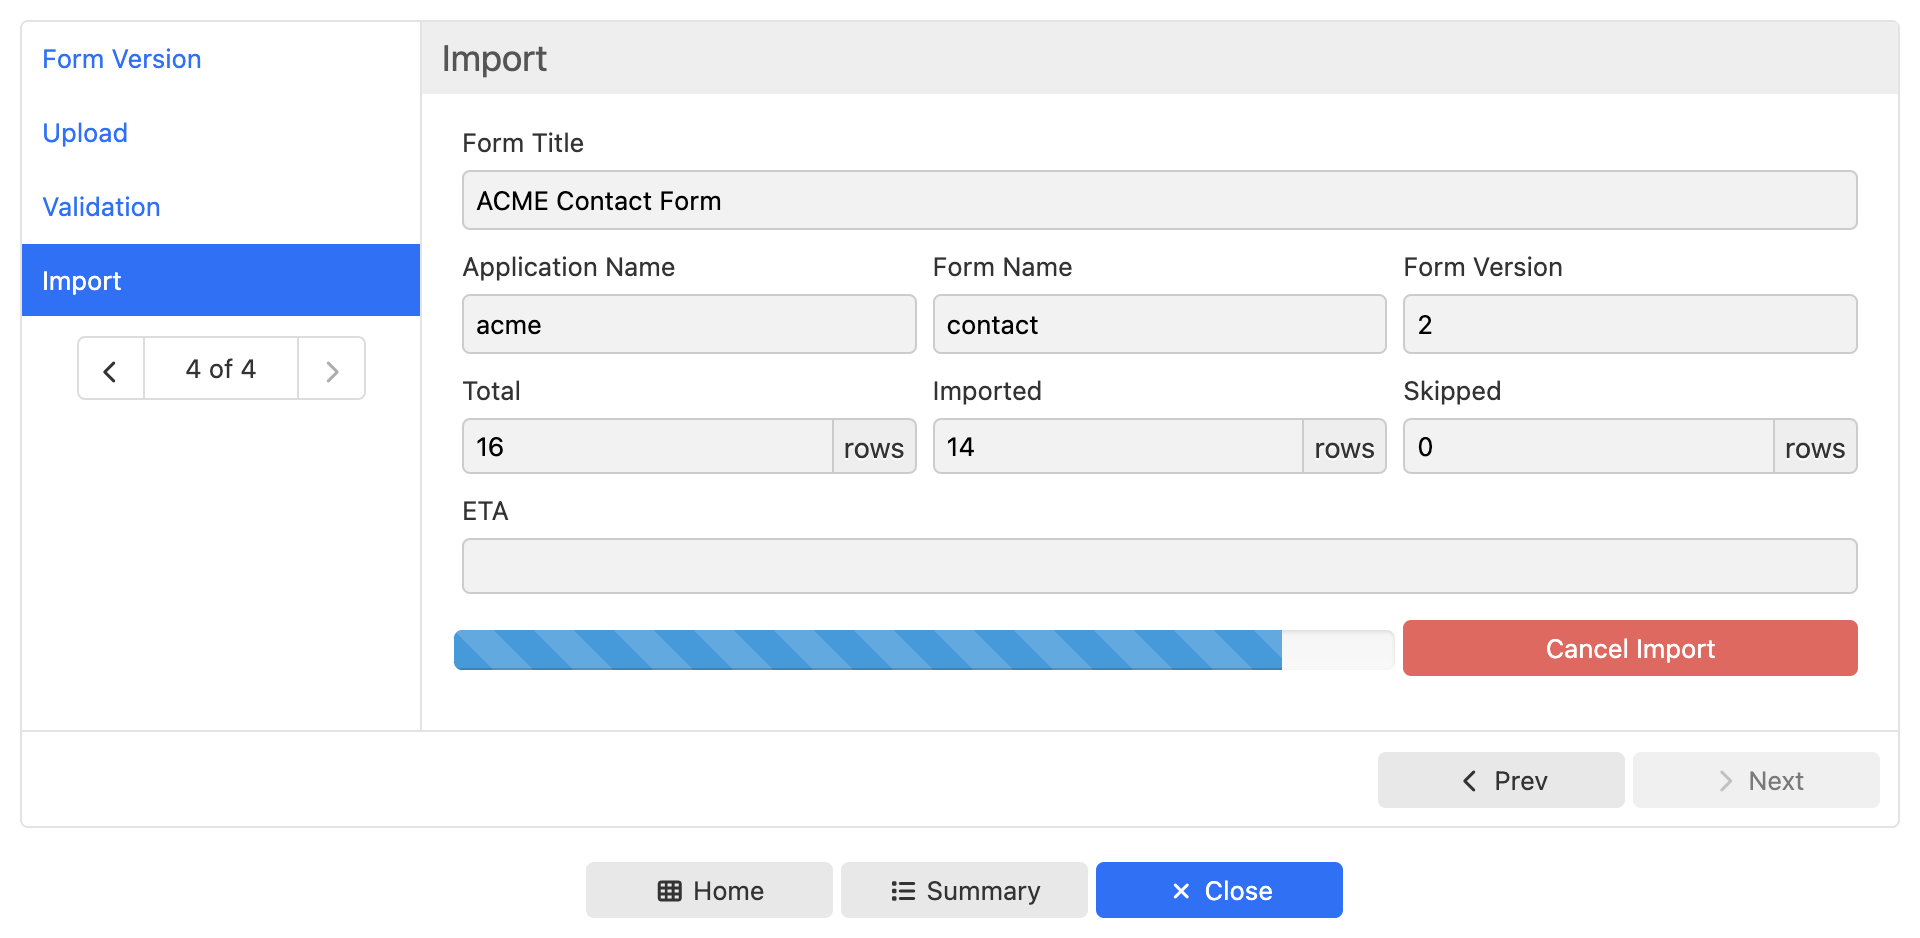 Form Version
Upload
Validation
Import
4 of 4
Import
Form Title
ACME Contact Form
Application Name Form Name Form Version
acme contact 2
Total Imported Skipped
16 rows 14 rows 0 rows
ETA
Cancel Import
Prev Next
Home Summary Close